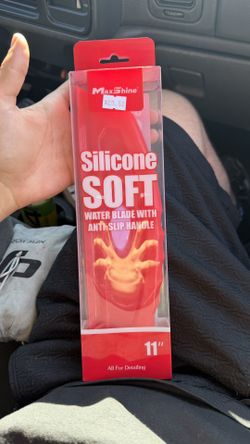 MaxShine
Silicone
SOFT
WATER BLADE WITH
ANTI-SLIP HANDLE
11"
All For Detailing